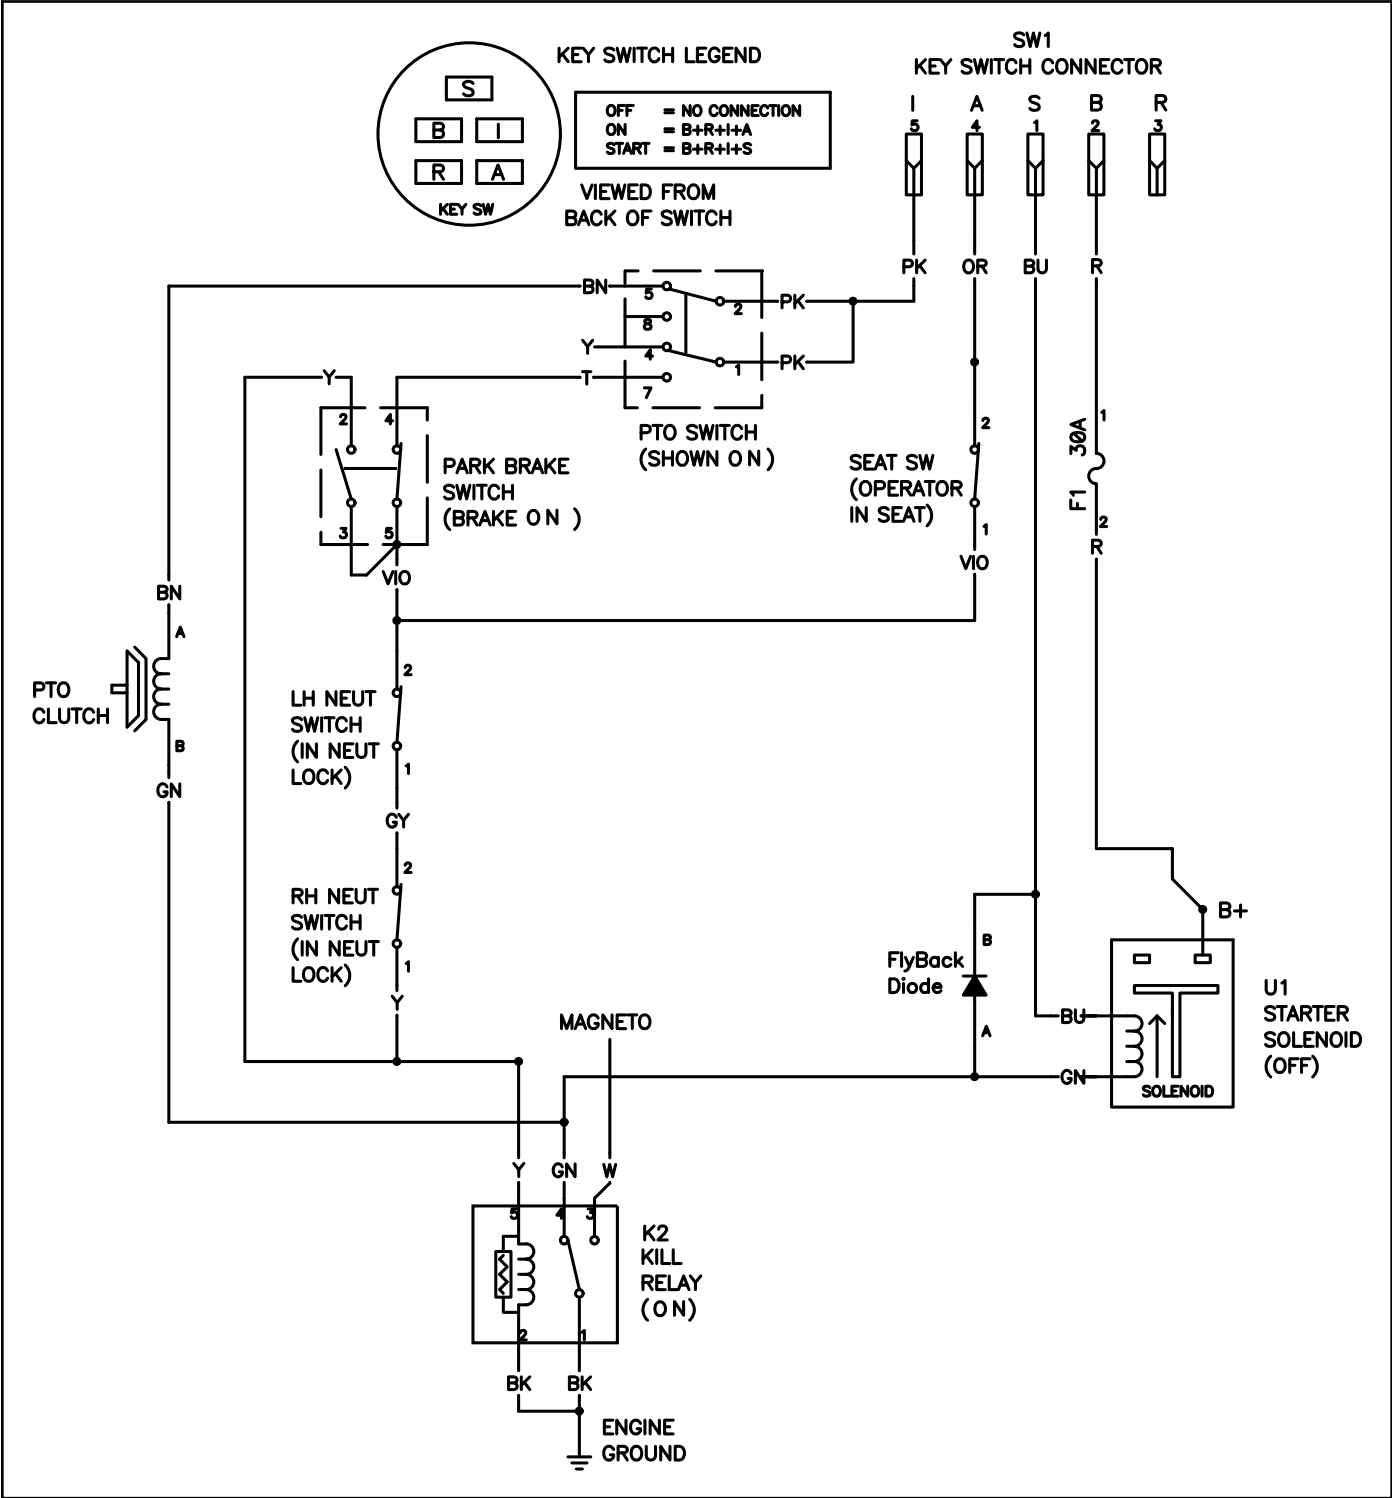 KEY SWITCH LEGEND
S
B
I
R
A
KEY SW
OFF = NO CONNECTION
ON = B+R+I+A
START = B+R+I+S
VIEWED FROM
BACK OF SWITCH
SW1
KEY SWITCH CONNECTOR
I A S B R
5 4 1 2 3
PK OR BU R
BN
5
8
Y
4
T
7
2
PK
1
PK
PTO SWITCH
(SHOWN ON)
Y
2
4
3
5
PARK BRAKE
SWITCH
(BRAKE ON )
VIO
2
SEAT SW
(OPERATOR
IN SEAT)
1
VIO
1
30A
F1
2
R
BN
A
PTO
CLUTCH
B
GN
2
LH NEUT
SWITCH
(IN NEUT
LOCK)
1
GY
2
RH NEUT
SWITCH
(IN NEUT
LOCK)
1
Y
B
FlyBack
Diode
A
B+
BU
GN
SOLENOID
U1
STARTER
SOLENOID
(OFF)
MAGNETO
Y GN W
5 4 3
2 1
K2
KILL
RELAY
(ON)
BK BK
ENGINE
GROUND